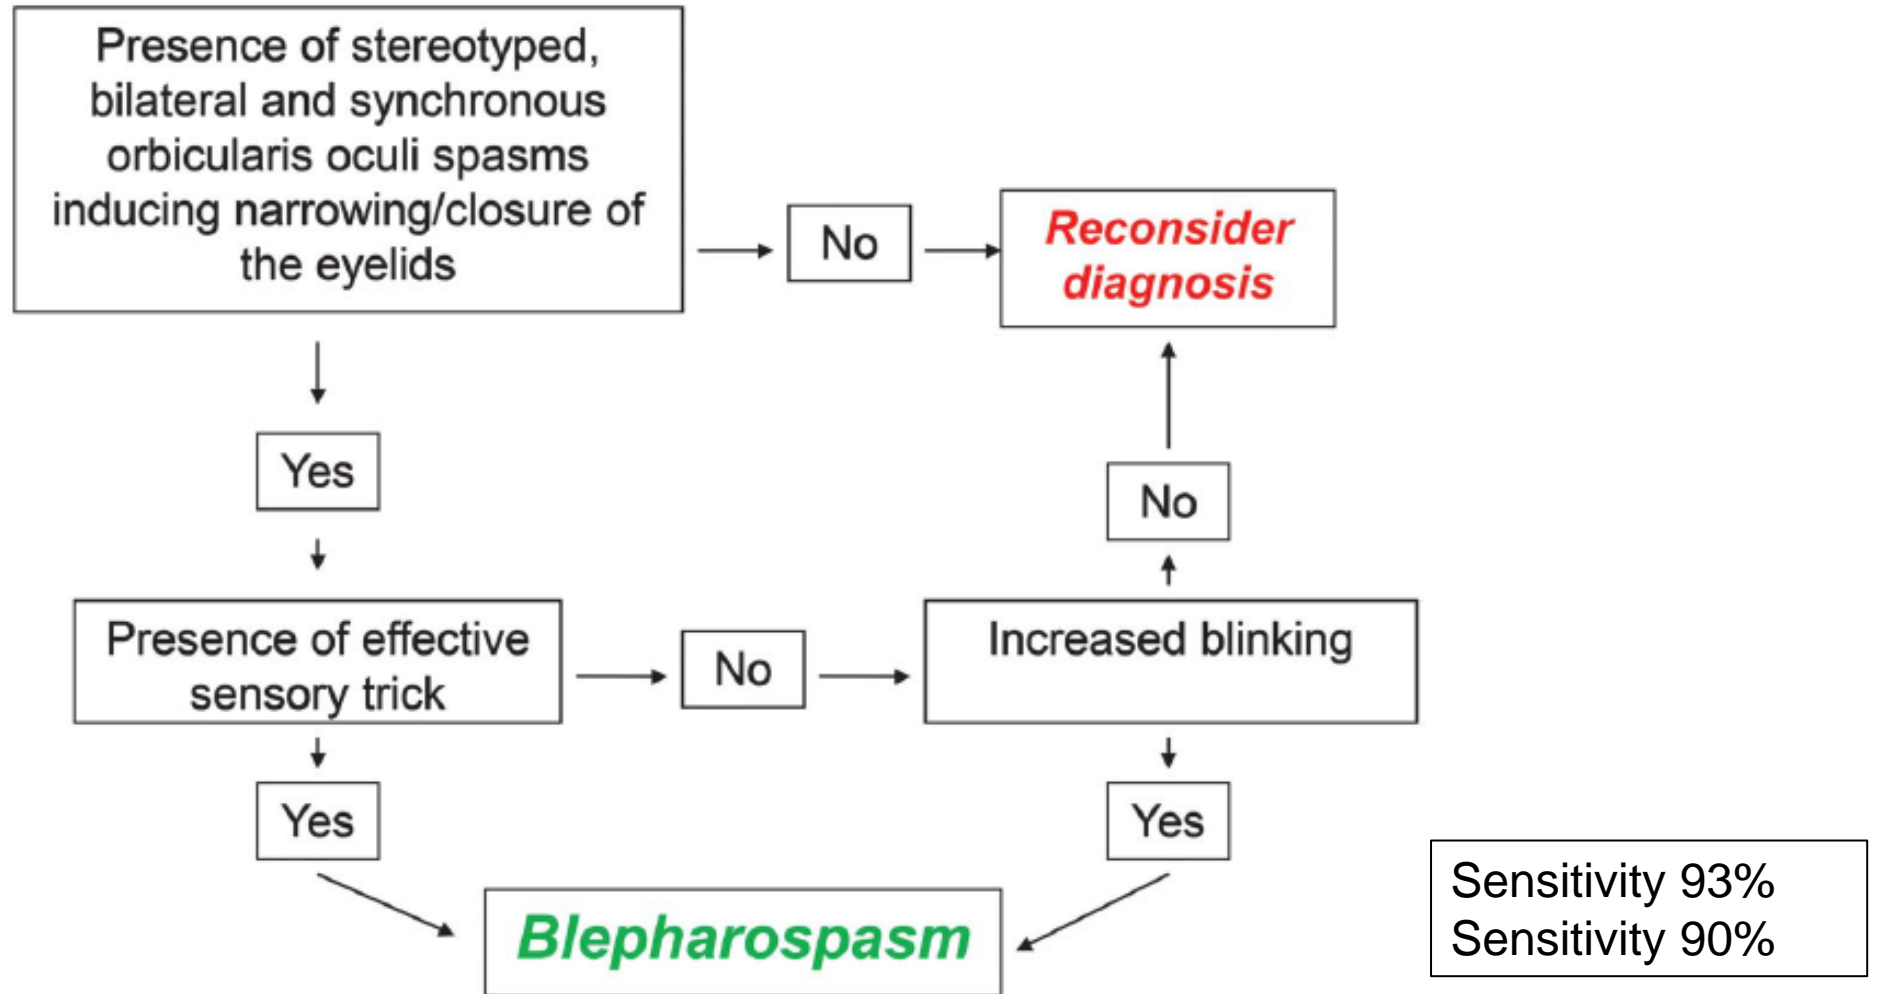 Presence of stereotyped,
bilateral and synchronous
orbicularis oculi spasms
inducing narrowing/closure of
the eyelids
No
Reconsider
diagnosis
Yes
No
Presence of effective
sensory trick
No
Increased blinking
Yes
Yes
Blepharospasm
Sensitivity 93%
Sensitivity 90%